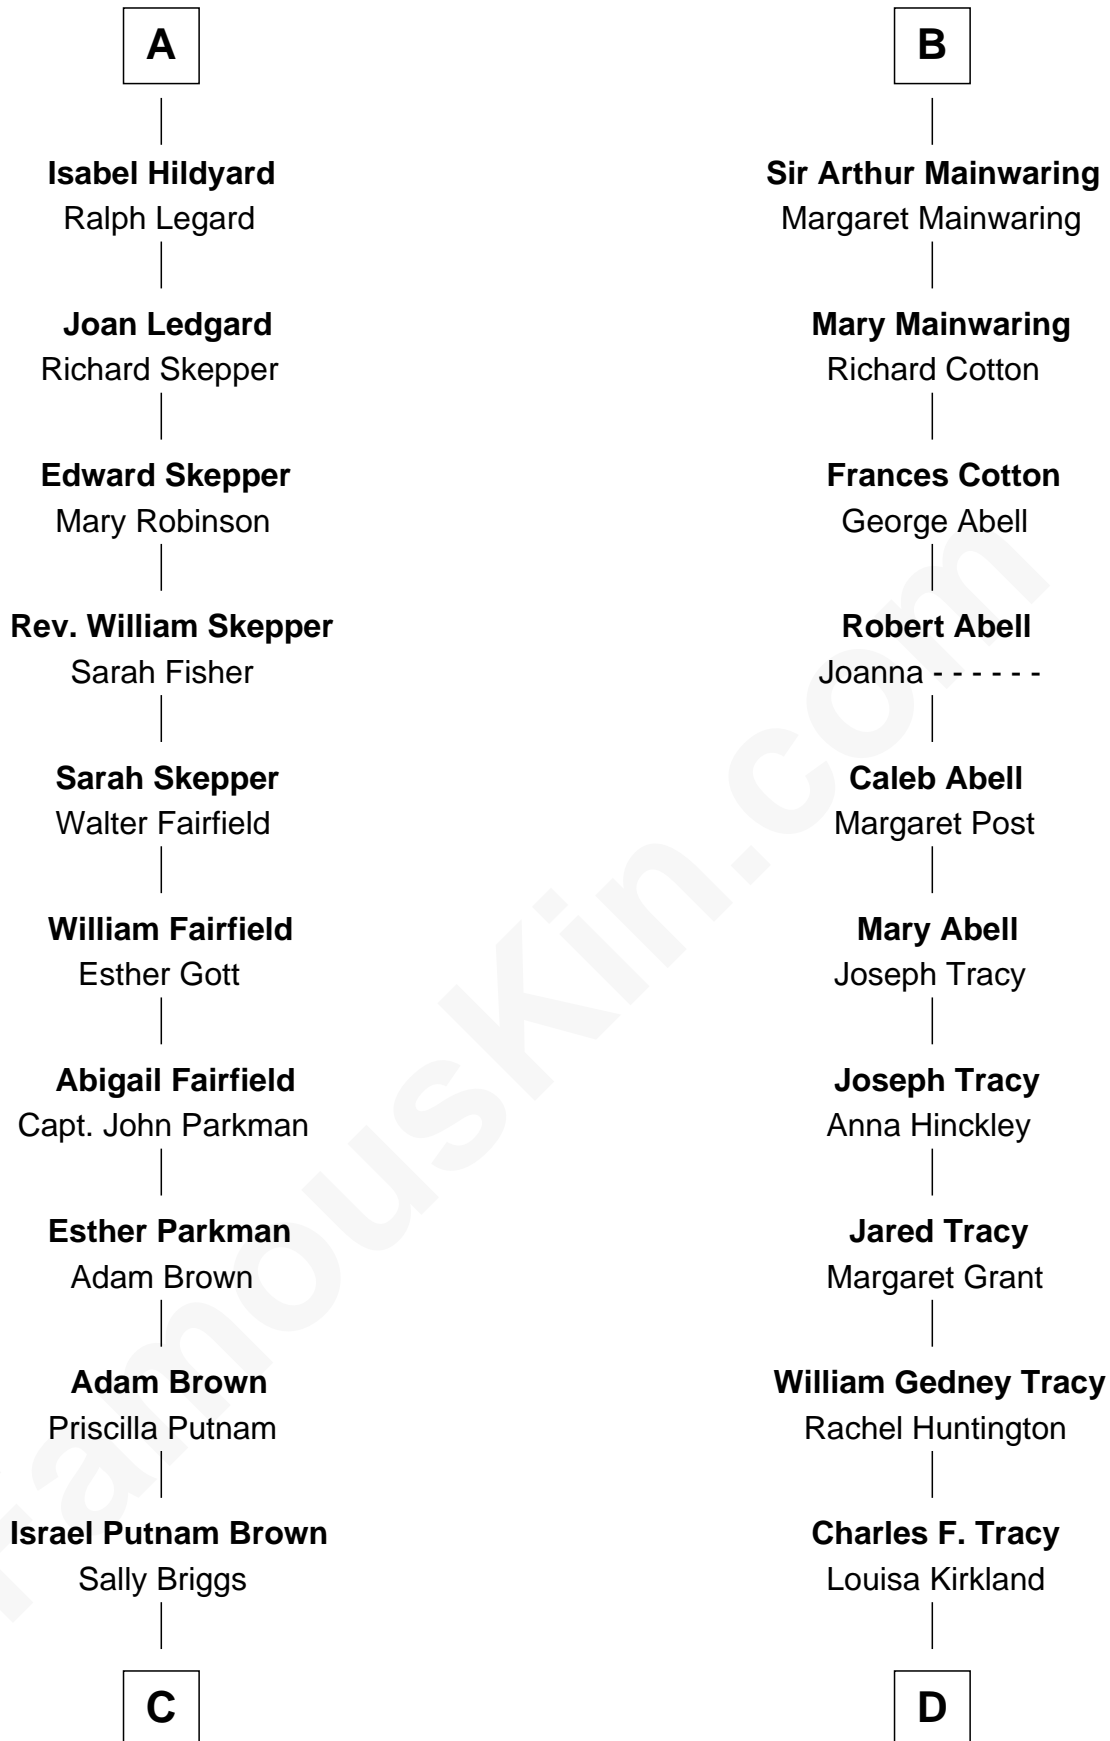 A
Isabel Hildyard
Ralph Legard
Joan Ledgard
Richard Skepper
Edward Skepper
Mary Robinson
Rev. William Skepper
Sarah Fisher
Sarah Skepper
Walter Fairfield
William Fairfield
Esther Gott
Abigail Fairfield
Capt. John Parkman
Esther Parkman
Adam Brown
Adam Brown
Priscilla Putnam
Israel Putnam Brown
Sally Briggs
C
B
Sir Arthur Mainwaring
Margaret Mainwaring
Mary Mainwaring
Richard Cotton
Frances Cotton
George Abell
Robert Abell
Joanna - - - - - -
Caleb Abell
Margaret Post
Mary Abell
Joseph Tracy
Joseph Tracy
Anna Hinckley
Jared Tracy
Margaret Grant
William Gedney Tracy
Rachel Huntington
Charles F. Tracy
Louisa Kirkland
D
FamousKin.com